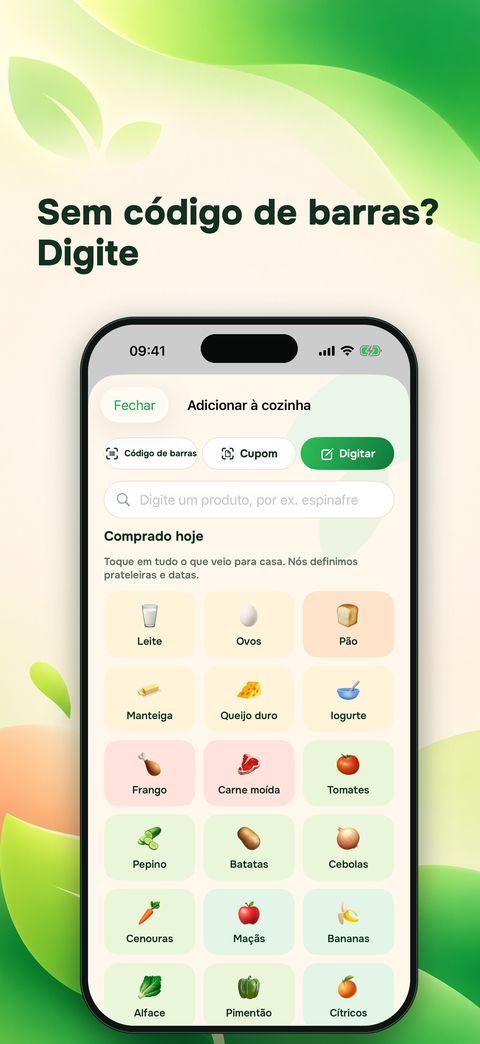 Sem código de barras?
Digite
09:41
Fechar
Adicionar à cozinha
Código de barras
Cupom
Digitar
Digite um produto, por ex. espinafre
Comprado hoje
Toque em tudo o que veio para casa. Nós definimos
prateleiras e datas.
Leite
Ovos
Pão
Manteiga
Queijo duro
Iogurte
Frango
Carne moída
Tomates
Pepino
Batatas
Cebolas
Cenouras
Maçãs
Bananas
Alface
Pimentão
Cítricos